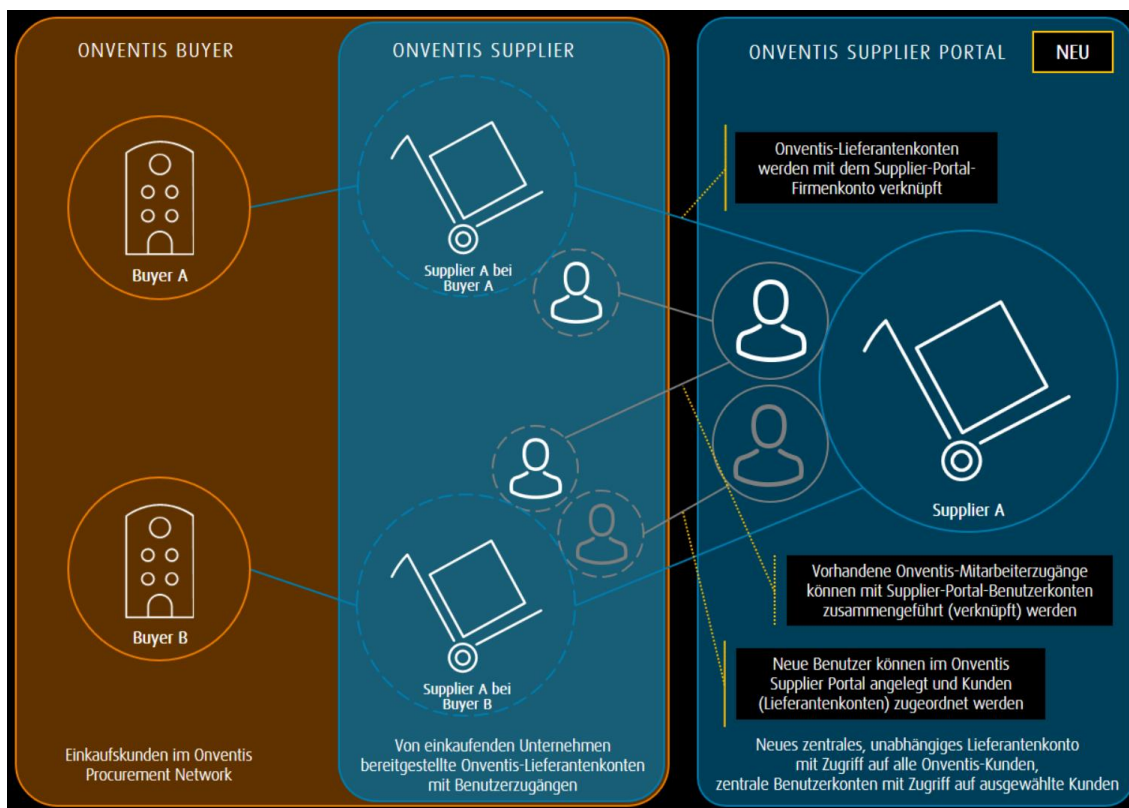 ONVENTIS BUYER
ONVENTIS SUPPLIER
ONVENTIS SUPPLIER PORTAL
NEU
Onventis-Lieferantenkonten
werden mit dem Supplier-Portal-
Firmenkonto verknüpft
Buyer A
Supplier A bei
Buyer A
Supplier A
Vorhandene Onventis-Mitarbeiterzugänge
können mit Supplier-Portal-Benutzerkonten
zusammengeführt (verknüpft) werden
Buyer B
Supplier A bei
Buyer B
Neue Benutzer können im Onventis
Supplier Portal angelegt und Kunden
(Lieferantenkonten) zugeordnet werden
Einkaufskunden im Onventis
Procurement Network
Von einkaufenden Unternehmen
bereitgestellte Onventis-Lieferantenkonten
mit Benutzerzugängen
Neues zentrales, unabhängiges Lieferantenkonto
mit Zugriff auf alle Onventis-Kunden,
zentrale Benutzerkonten mit Zugriff auf ausgewählte Kunden